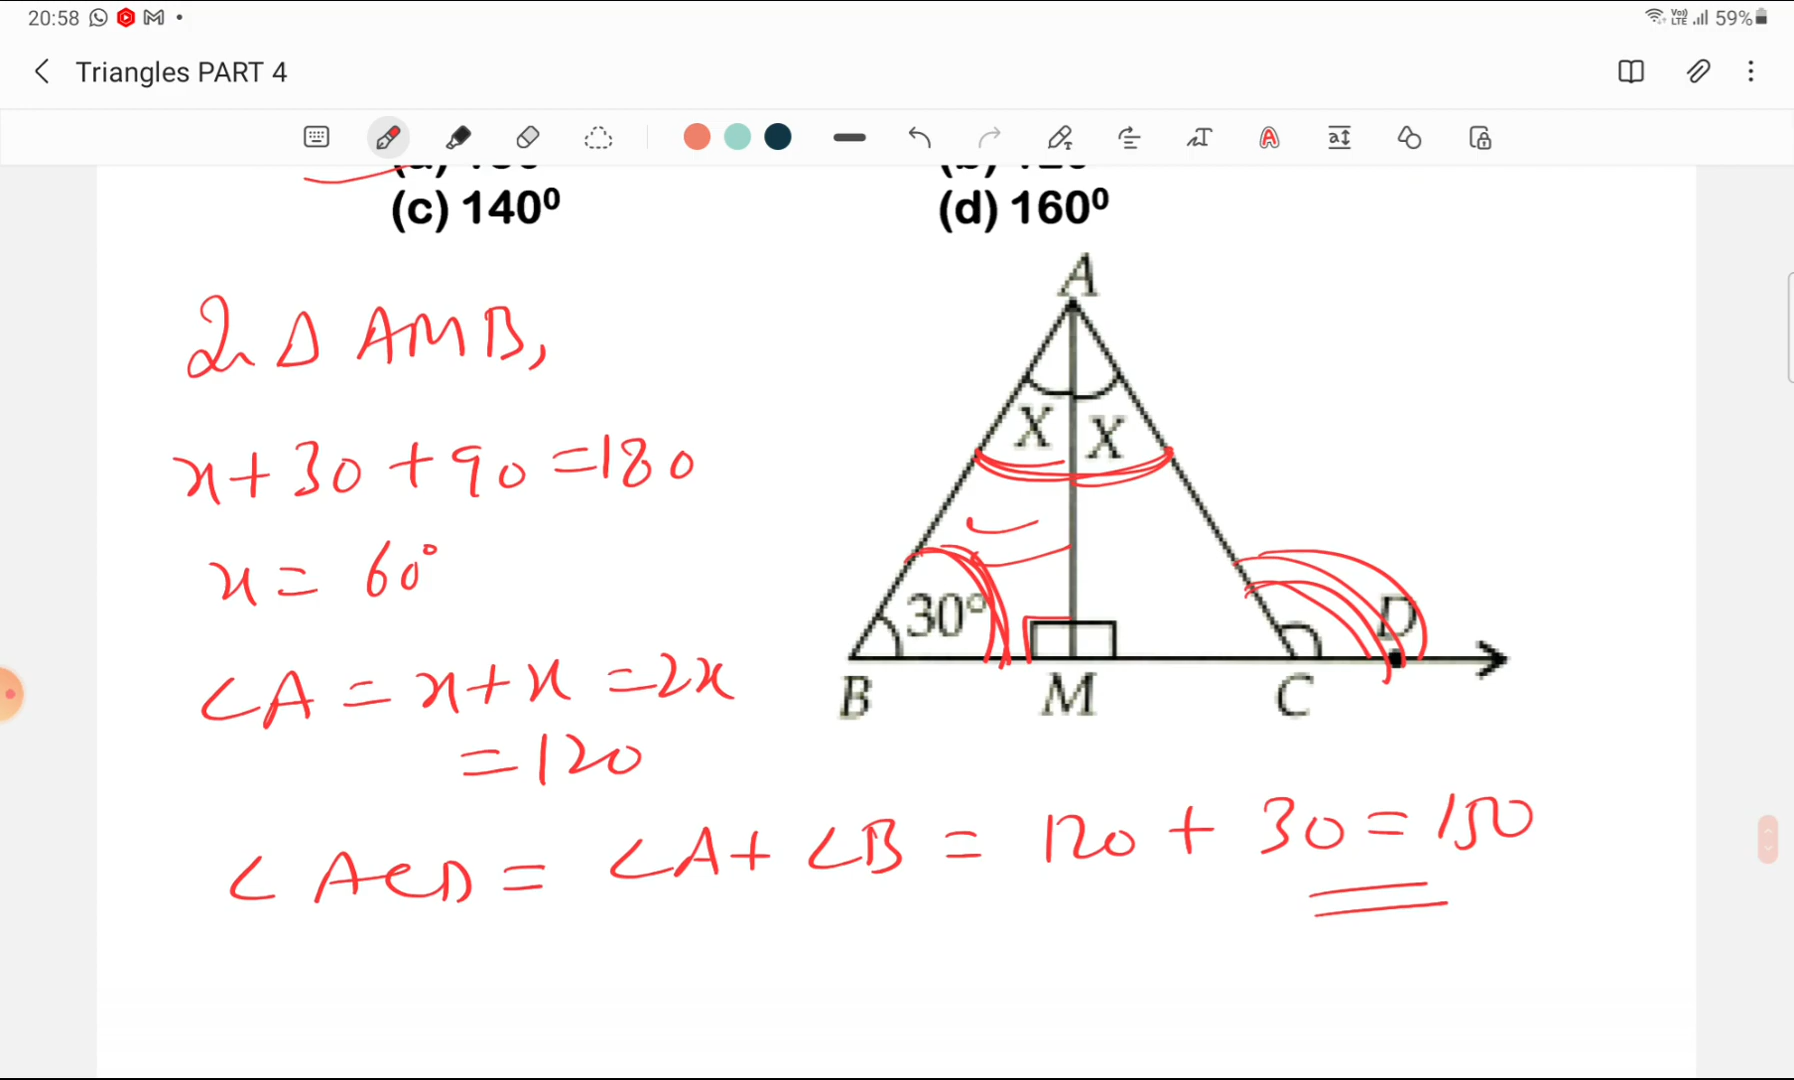 20:58
59%
Triangles PART 4
(c) 140⁰
(d) 160⁰
A
In Δ AMB,
X X
x+30+90=180
x= 60°
30°
D
∠A = x+x =2x
B M C
=120
∠ACD = ∠A+ ∠B = 120 + 30=150